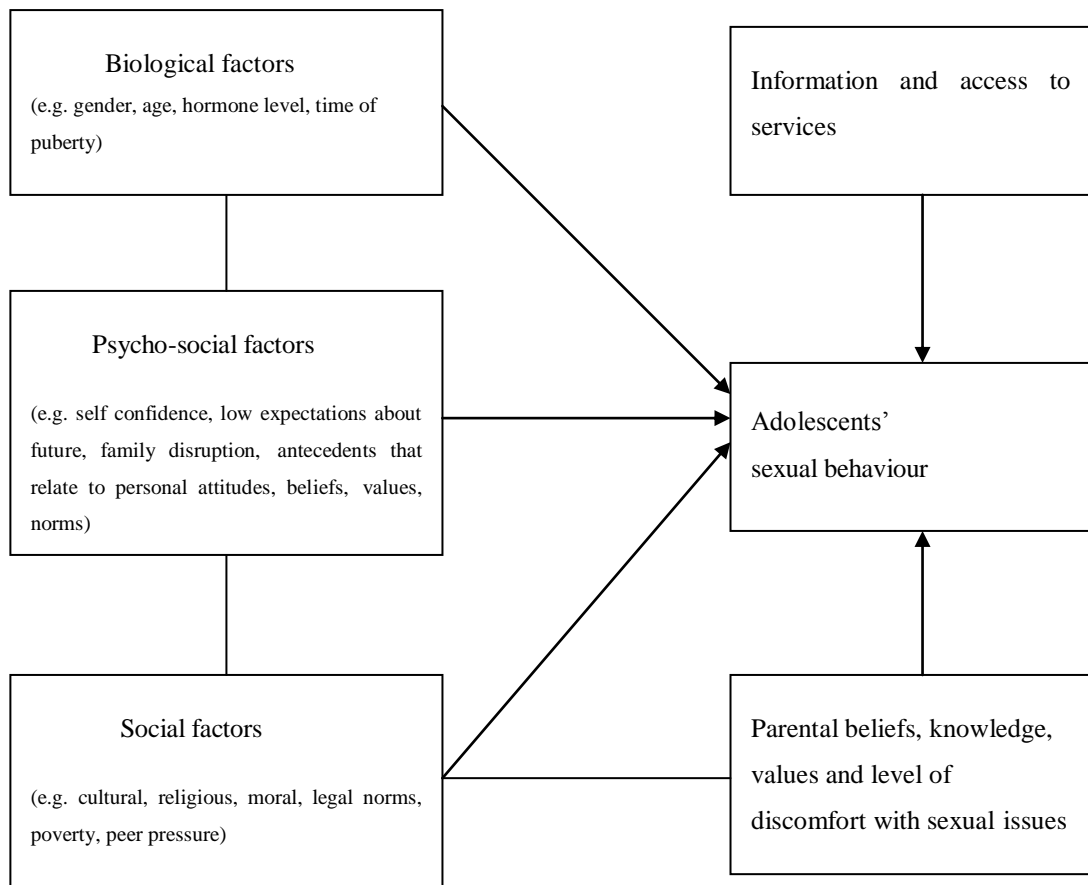 Biological factors
(e.g. gender, age, hormone level, time of
puberty)
Information and access to
services
Psycho-social factors
(e.g. self confidence, low expectations about
future, family disruption, antecedents that
relate to personal attitudes, beliefs, values,
norms)
Adolescents’
sexual behaviour
Social factors
(e.g. cultural, religious, moral, legal norms,
poverty, peer pressure)
Parental beliefs, knowledge,
values and level of
discomfort with sexual issues